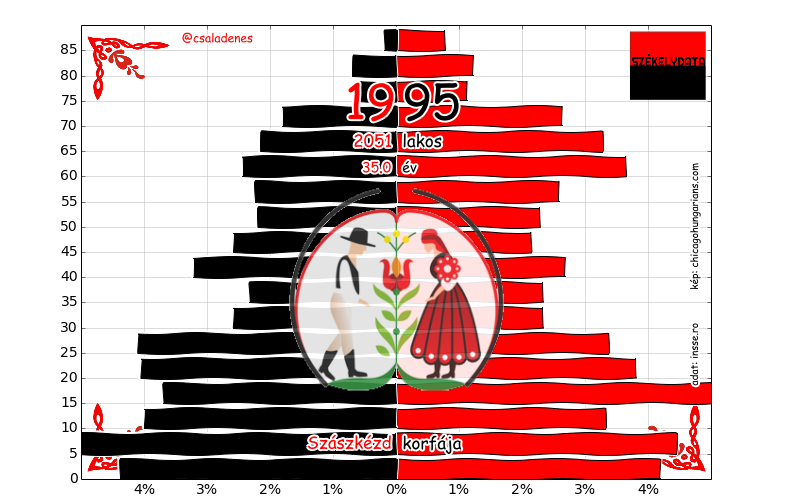 @csaladenes
SZÉKELYDATA
1995
2051 lakos
35.0 év
kép: chicagohungarians.com
adat: insse.ro
Szászkézd korfája
85
80
75
70
65
60
55
50
45
40
35
30
25
20
15
10
5
0
4% 3% 2% 1% 0% 1% 2% 3% 4%